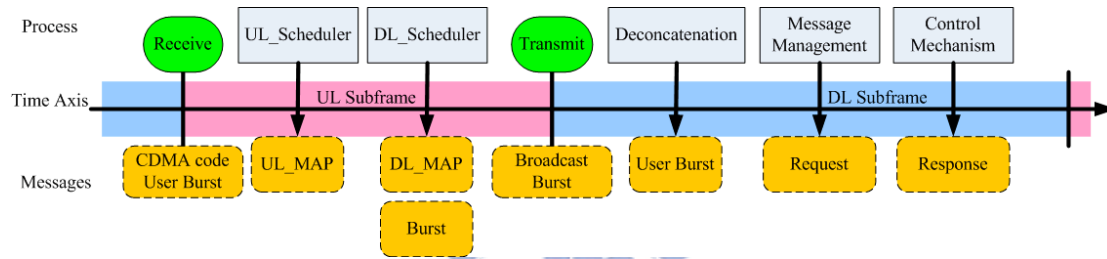 Process
Receive
UL_Scheduler
DL_Scheduler
Transmit
Deconcatenation
Message
Management
Control
Mechanism
Time Axis
UL Subframe
DL Subframe
Messages
CDMA code
User Burst
UL_MAP
DL_MAP
Broadcast
Burst
User Burst
Request
Response
Burst